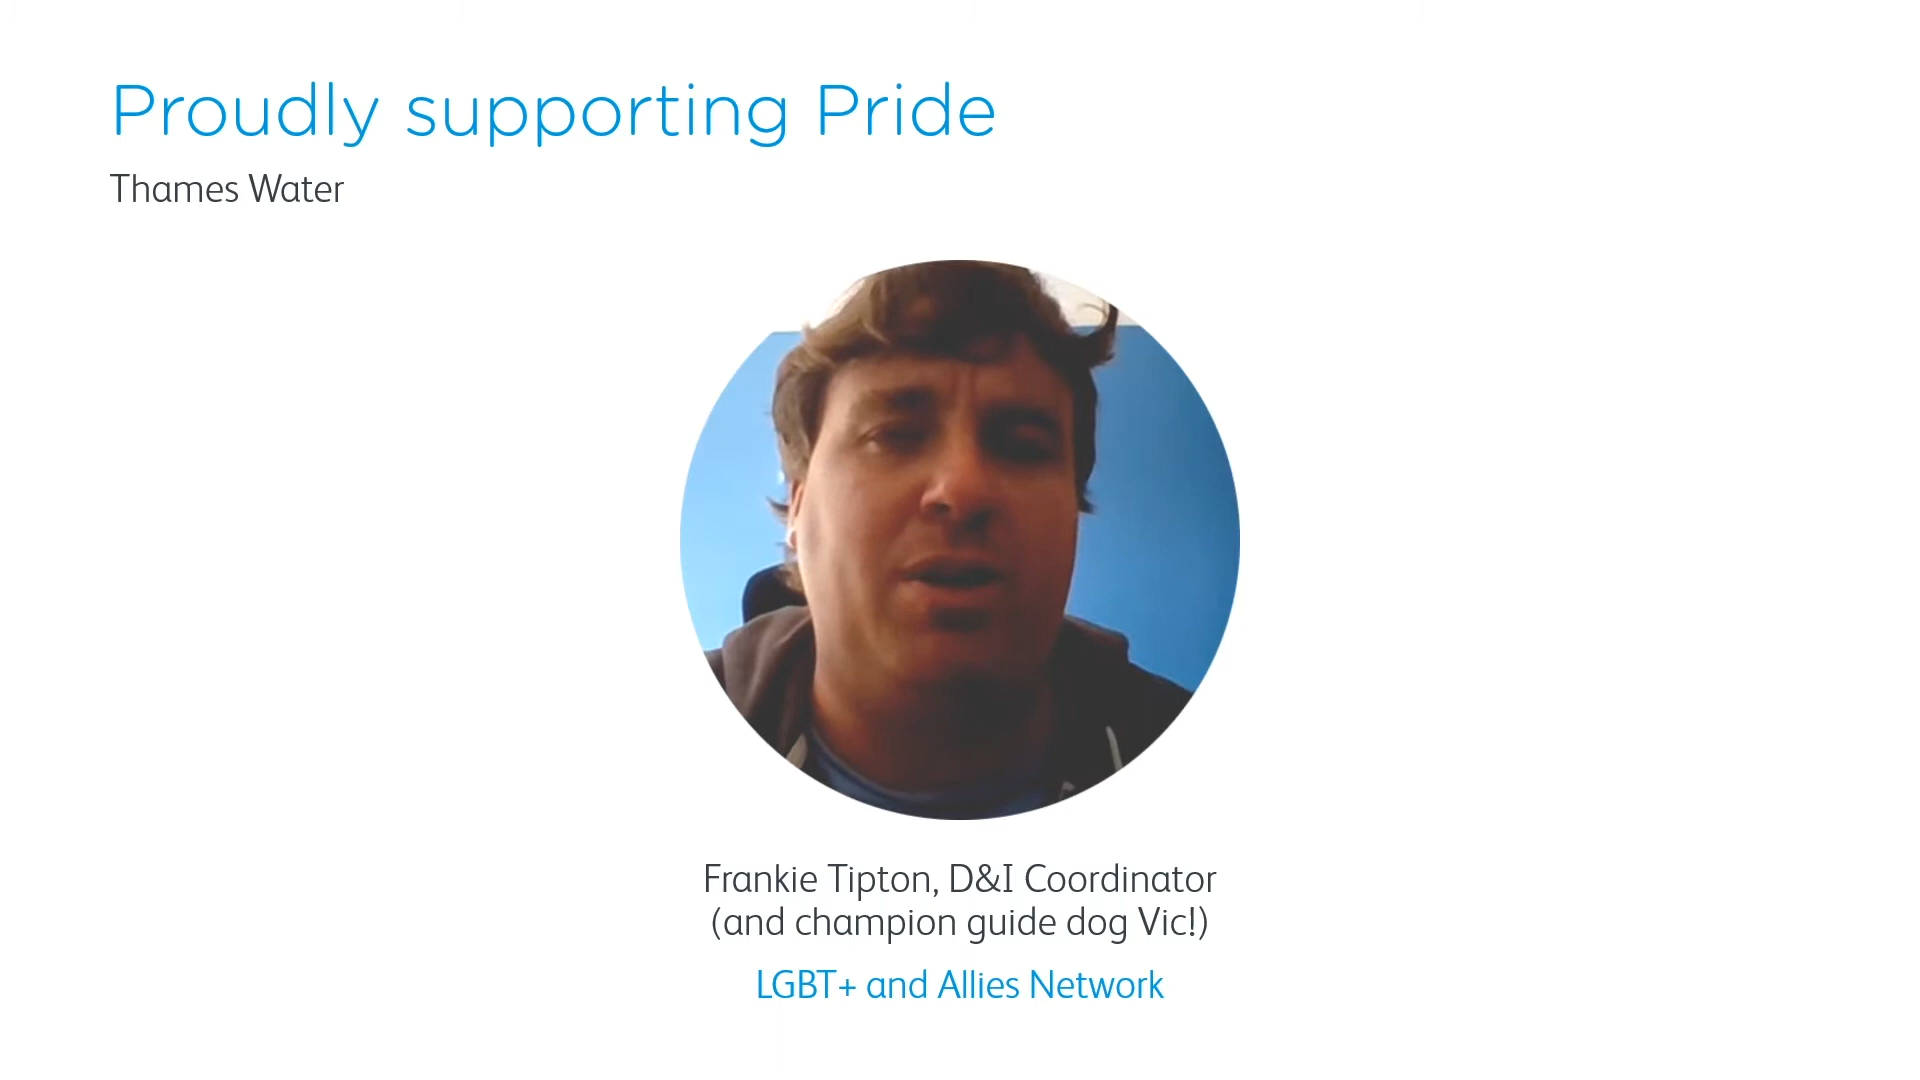 Proudly supporting Pride
Thames Water
Frankie Tipton, D&I Coordinator
(and champion guide dog Vic!)
LGBT+ and Allies Network